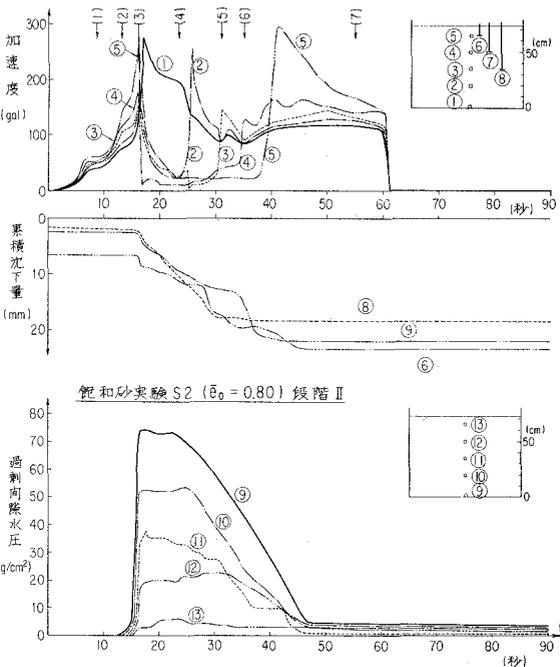 (1) (2) (3) (4) (5) (6) (7)
加速度
(gal)
300
200
100
0
⑤ ① ② ⑤
④
③
② ③ ④ ⑤
10 20 30 40 50 60 70 80 90
(秒)
⑤
④
③
②
①
⑥
⑦
⑧
(cm)
50
0
累積沈下量
(mm)
0
10
20
⑧
⑨
⑥
飽和砂実験S2 (ē₀=0.80) 段階Ⅱ
過剰間隙水圧
g/cm²)
80
70
60
50
40
30
20
10
0
⑨
⑩
⑪
⑫
⑬
10 20 30 40 50 60 70 80 90
(秒)
⑬
⑫
⑪
⑩
⑨
(cm)
50
0